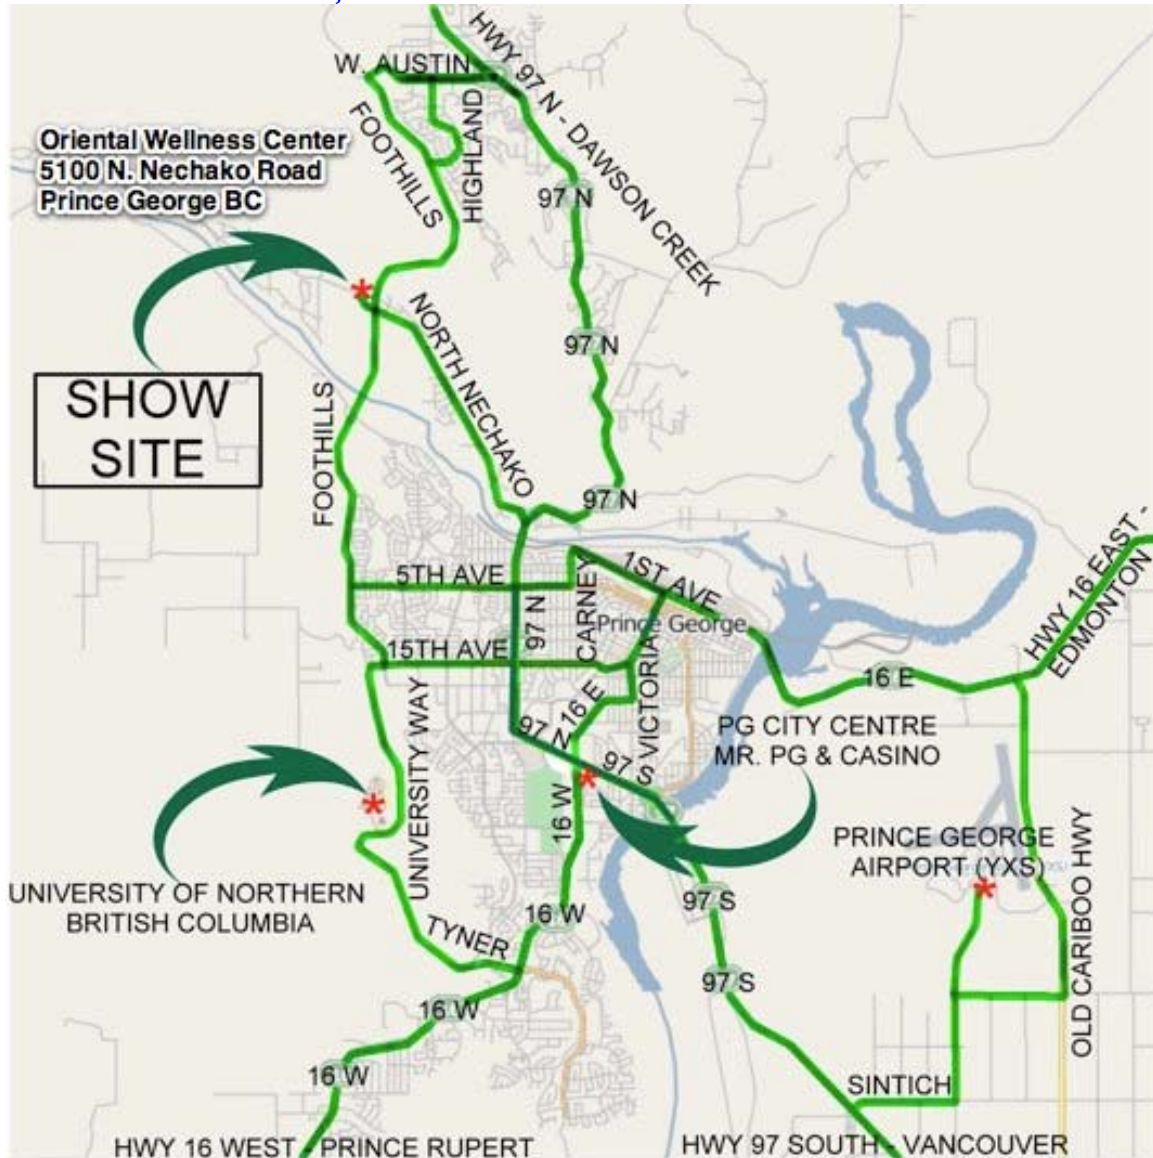 W. AUSTIN
HWY 97 N - DAWSON CREEK
FOOTHILLS
HIGHLAND
Oriental Wellness Center
5100 N. Nechako Road
Prince George BC
97 N
97 N
NORTH NECHAKO
SHOW
SITE
FOOTHILLS
97 N
5TH AVE
1ST AVE
97 N
CARNEY
Prince George
HWY 16 EAST -
EDMONTON
15TH AVE
VICTORIA
16 E
16 E
UNIVERSITY WAY
97 N
97 S
PG CITY CENTRE
MR. PG & CASINO
16 W
PRINCE GEORGE
AIRPORT (YXS)
OLD CARIBOO HWY
UNIVERSITY OF NORTHERN
BRITISH COLUMBIA
97 S
16 W
TYNER
97 S
16 W
16 W
SINTICH
HWY 16 WEST - PRINCE RUPERT
HWY 97 SOUTH - VANCOUVER